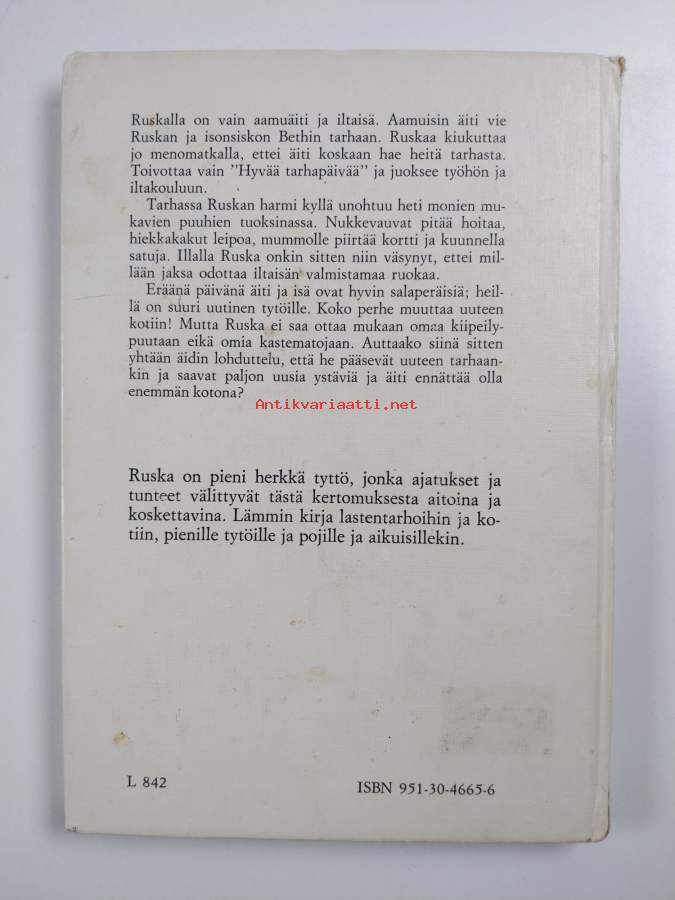 Ruskalla on vain aamuäiti ja iltaisä. Aamuisin äiti vie
Ruskan ja isonsiskon Bethin tarhaan. Ruskaa kiukuttaa
jo menomatkalla, ettei äiti koskaan hae heitä tarhasta.
Toivottaa vain "Hyvää tarhapäivää" ja juoksee työhön ja
iltakouluun.
Tarhassa Ruskan harmi kyllä unohtuu heti monien mu-
kavien puuhien tuoksinassa. Nukkevauvat pitää hoitaa,
hiekkakakut leipoa, mummolle piirtää kortti ja kuunnella
satuja. Illalla Ruska onkin sitten niin väsynyt, ettei mil-
lään jaksa odottaa iltaisän valmistamaa ruokaa.
Eräänä päivänä äiti ja isä ovat hyvin salaperäisiä; heil-
lä on suuri uutinen tytöille. Koko perhe muuttaa uuteen
kotiin! Mutta Ruska ei saa ottaa mukaan omaa kiipeily-
puutaan eikä omia kastematojaan. Auttaako siinä sitten
yhtään äidin lohduttelu, että he pääsevät uuteen tarhaan-
kin ja saavat paljon uusia ystäviä ja äiti ennättää olla
enemmän kotona?
Antikvariaatti.net
Ruska on pieni herkkä tyttö, jonka ajatukset ja
tunteet välittyvät tästä kertomuksesta aitoina ja
koskettavina. Lämmin kirja lastentarhoihin ja ko-
tiin, pienille tytöille ja pojille ja aikuisillekin.
L 842
ISBN 951-30-4665-6